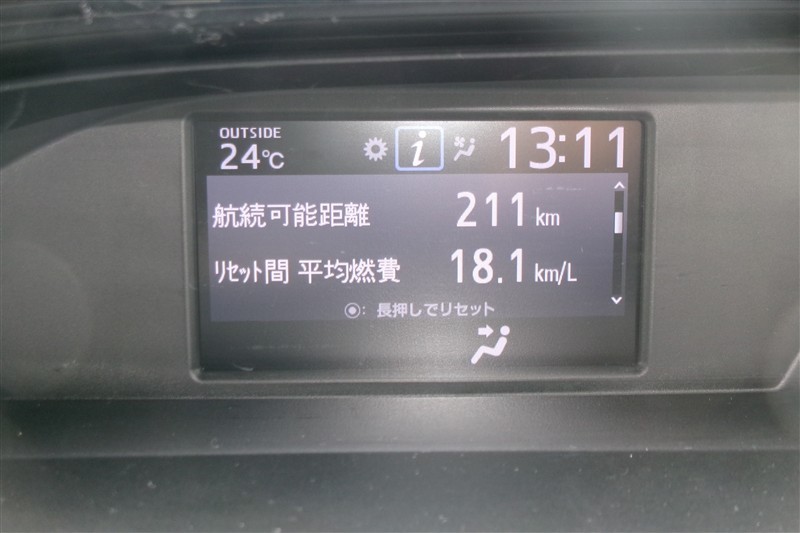 OUTSIDE
24℃
i
13:11
航続可能距離 211 km
ﾘｾｯﾄ間 平均燃費 18.1 km/L
◉: 長押しでリセット